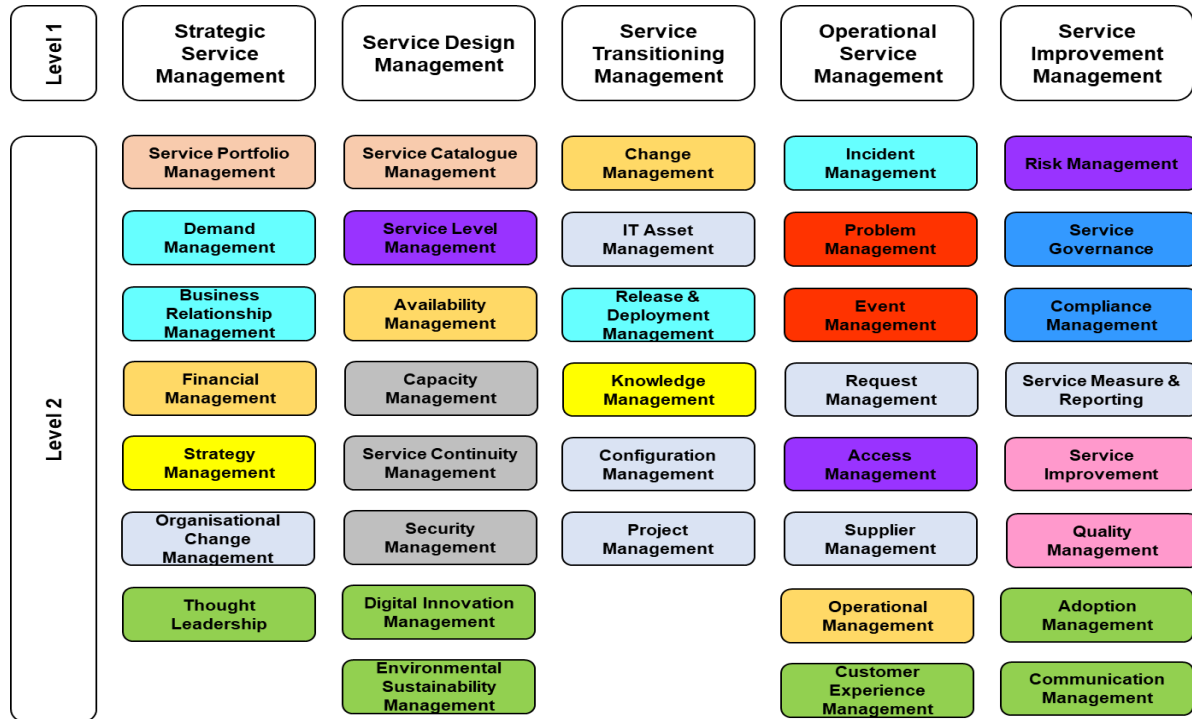 Level 1
Strategic
Service
Management
Service Design
Management
Service
Transitioning
Management
Operational
Service
Management
Service
Improvement
Management
Level 2
Service Portfolio
Management
Service Catalogue
Management
Change
Management
Incident
Management
Risk Management
Demand
Management
Service Level
Management
IT Asset
Management
Problem
Management
Service
Governance
Business
Relationship
Management
Availability
Management
Release &
Deployment
Management
Event
Management
Compliance
Management
Financial
Management
Capacity
Management
Knowledge
Management
Request
Management
Service Measure &
Reporting
Strategy
Management
Service Continuity
Management
Configuration
Management
Access
Management
Service
Improvement
Organisational
Change
Management
Security
Management
Project
Management
Supplier
Management
Quality
Management
Thought
Leadership
Digital Innovation
Management
Operational
Management
Adoption
Management
Environmental
Sustainability
Management
Customer
Experience
Management
Communication
Management